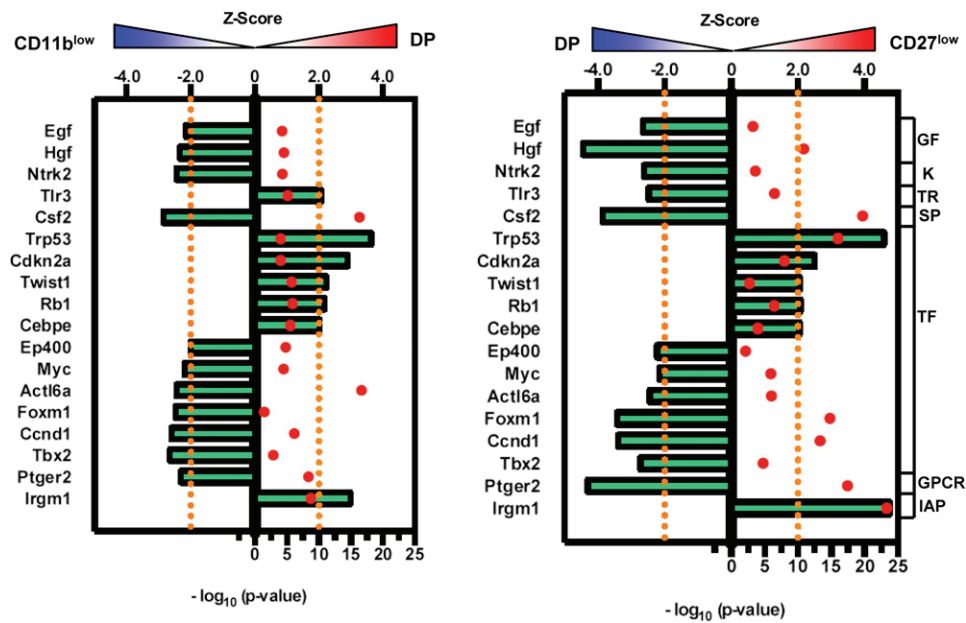 Z-Score
CD11b^low DP
-4.0 -2.0 0 2.0 4.0
Egf
Hgf
Ntrk2
Tlr3
Csf2
Trp53
Cdkn2a
Twist1
Rb1
Cebpe
Ep400
Myc
Actl6a
Foxm1
Ccnd1
Tbx2
Ptger2
Irgm1
0 5 10 15 20 25
- log10 (p-value)
Z-Score
DP CD27^low
-4.0 -2.0 0 2.0 4.0
Egf
Hgf
Ntrk2
Tlr3
Csf2
Trp53
Cdkn2a
Twist1
Rb1
Cebpe
Ep400
Myc
Actl6a
Foxm1
Ccnd1
Tbx2
Ptger2
Irgm1
GF
K
TR
SP
TF
GPCR
IAP
0 5 10 15 20 25
- log10 (p-value)